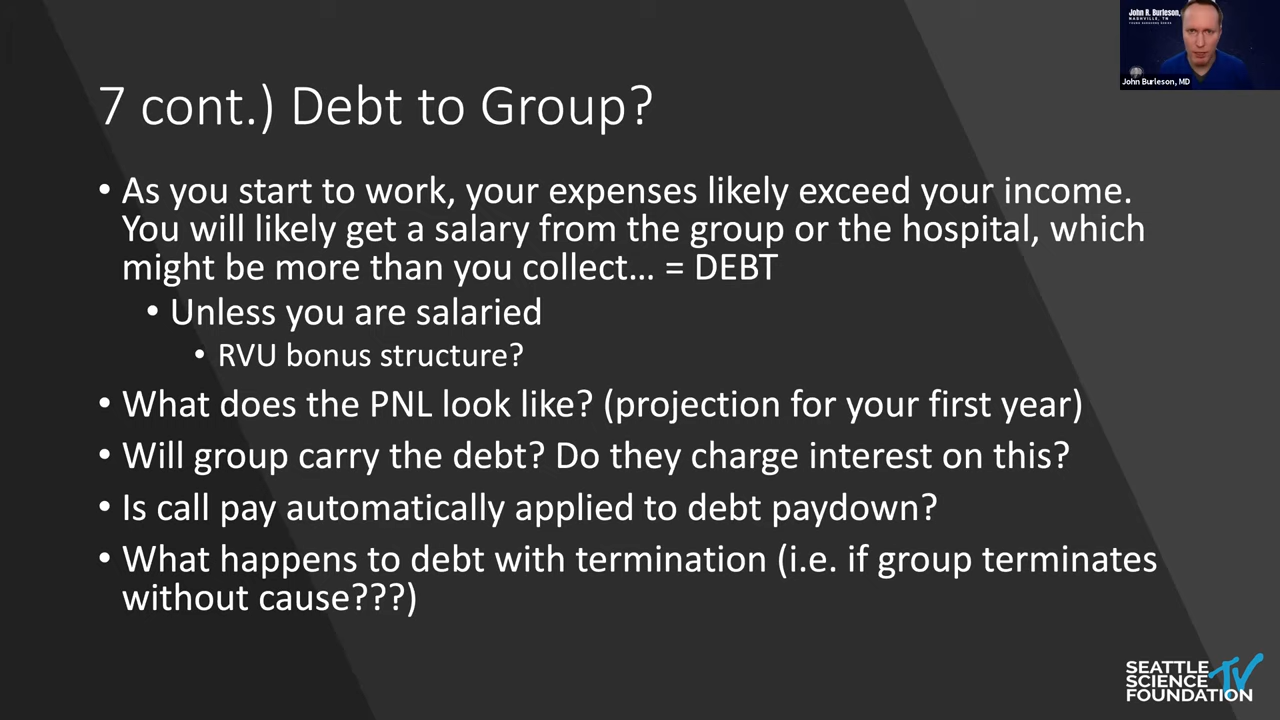 John R. Burleson,
NASHVILLE, TN
John Burleson, MD
7 cont.) Debt to Group?
• As you start to work, your expenses likely exceed your income.
You will likely get a salary from the group or the hospital, which
might be more than you collect… = DEBT
• Unless you are salaried
• RVU bonus structure?
• What does the PNL look like? (projection for your first year)
• Will group carry the debt? Do they charge interest on this?
• Is call pay automatically applied to debt paydown?
• What happens to debt with termination (i.e. if group terminates
without cause???)
SEATTLE
SCIENCE TV
FOUNDATION